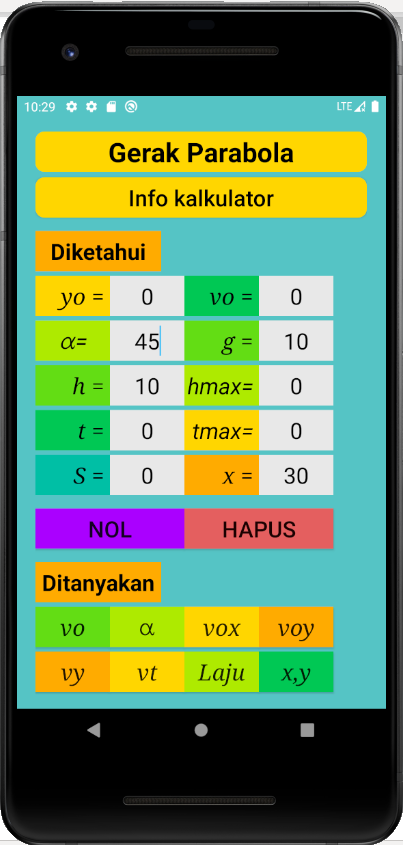 10:29 LTE
Gerak Parabola
Info kalkulator
Diketahui
yo = 0 vo = 0
α= 45 g = 10
h = 10 hmax= 0
t = 0 tmax= 0
S = 0 x = 30
NOL HAPUS
Ditanyakan
vo α vox voy
vy vt Laju x,y